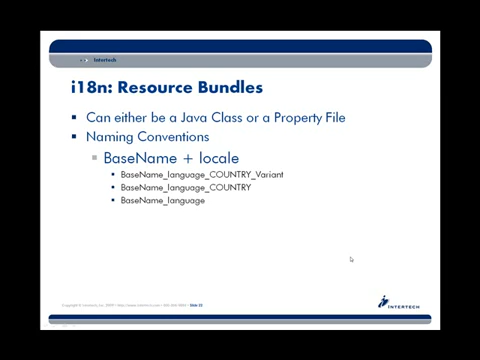 Intertech
i18n: Resource Bundles
Can either be a Java Class or a Property File
Naming Conventions
BaseName + locale
BaseName_language_COUNTRY_Variant
BaseName_language_COUNTRY
BaseName_language
INTERTECH